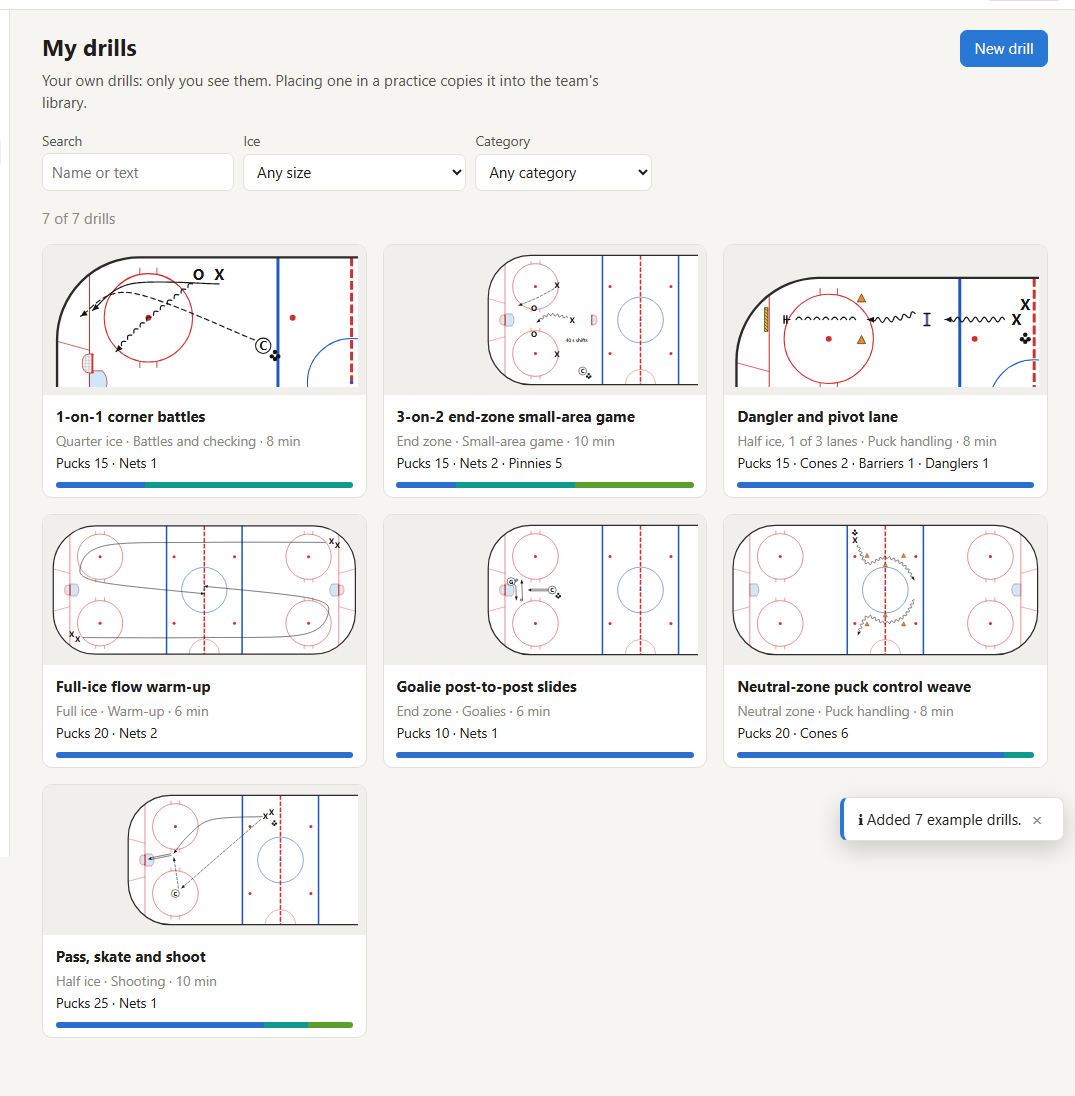 My drills
New drill
Your own drills: only you see them. Placing one in a practice copies it into the team's
library.
Search
Ice
Category
Name or text
Any size
Any category
7 of 7 drills
O X
C
X
O
X
40 s shifts
O
X
C
X
X
1-on-1 corner battles
Quarter ice · Battles and checking · 8 min
Pucks 15 · Nets 1
3-on-2 end-zone small-area game
End zone · Small-area game · 10 min
Pucks 15 · Nets 2 · Pinnies 5
Dangler and pivot lane
Half ice, 1 of 3 lanes · Puck handling · 8 min
Pucks 15 · Cones 2 · Barriers 1 · Danglers 1
X X
X X
G
C
X
Full-ice flow warm-up
Full ice · Warm-up · 6 min
Pucks 20 · Nets 2
Goalie post-to-post slides
End zone · Goalies · 6 min
Pucks 10 · Nets 1
Neutral-zone puck control weave
Neutral zone · Puck handling · 8 min
Pucks 20 · Cones 6
X X
C
Pass, skate and shoot
Half ice · Shooting · 10 min
Pucks 25 · Nets 1
i Added 7 example drills. ×